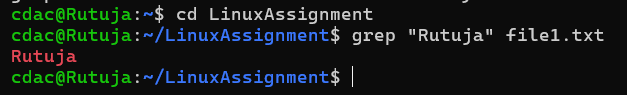 cdac@Rutuja:~$ cd LinuxAssignment
cdac@Rutuja:~/LinuxAssignment$ grep "Rutuja" file1.txt
Rutuja
cdac@Rutuja:~/LinuxAssignment$